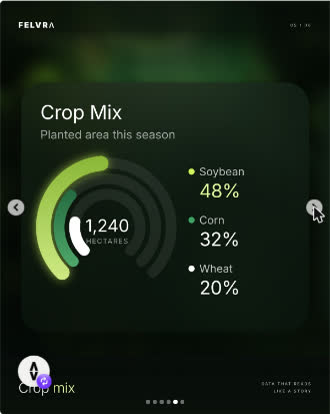 FELVRA
Crop Mix
Planted area this season
Soybean
48%
Corn
32%
Wheat
20%
1,240
HECTARES
Crop mix
DATA THAT READS
LIKE A STORY